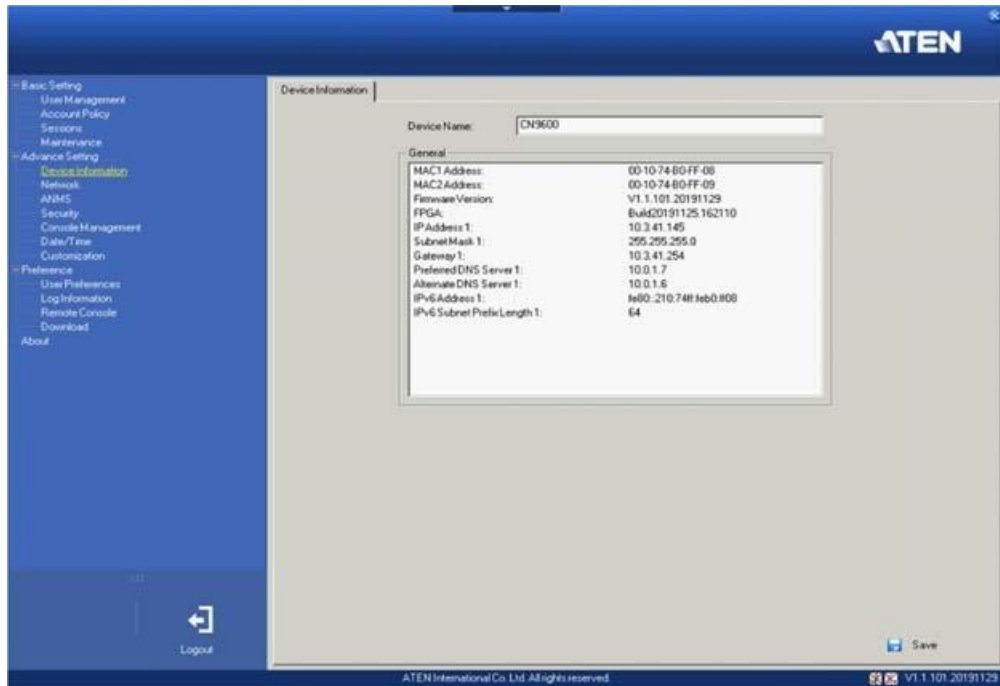 ATEN
Basic Setting
User Management
Account Policy
Sessions
Maintenance
Advance Setting
Device Information
Network
ANMS
Security
Console Management
Date/Time
Customization
Preference
User Preferences
Log Information
Remote Console
Download
About
Logout
Device Information
Device Name: CN9600
General
MAC1 Address: 00-10-74-B0-FF-08
MAC2 Address: 00-10-74-B0-FF-09
Firmware Version: V1.1.101.20191129
FPGA: Build20191125.162110
IP Address 1: 10.3.41.145
Subnet Mask 1: 255.255.255.0
Gateway 1: 10.3.41.254
Preferred DNS Server 1: 10.0.1.7
Alternate DNS Server 1: 10.0.1.6
IPv6 Address 1: fe80::210:74ff:feb0:ff08
IPv6 Subnet Prefix Length 1: 64
Save
ATEN International Co. Ltd. All rights reserved.
V1.1.101.20191129